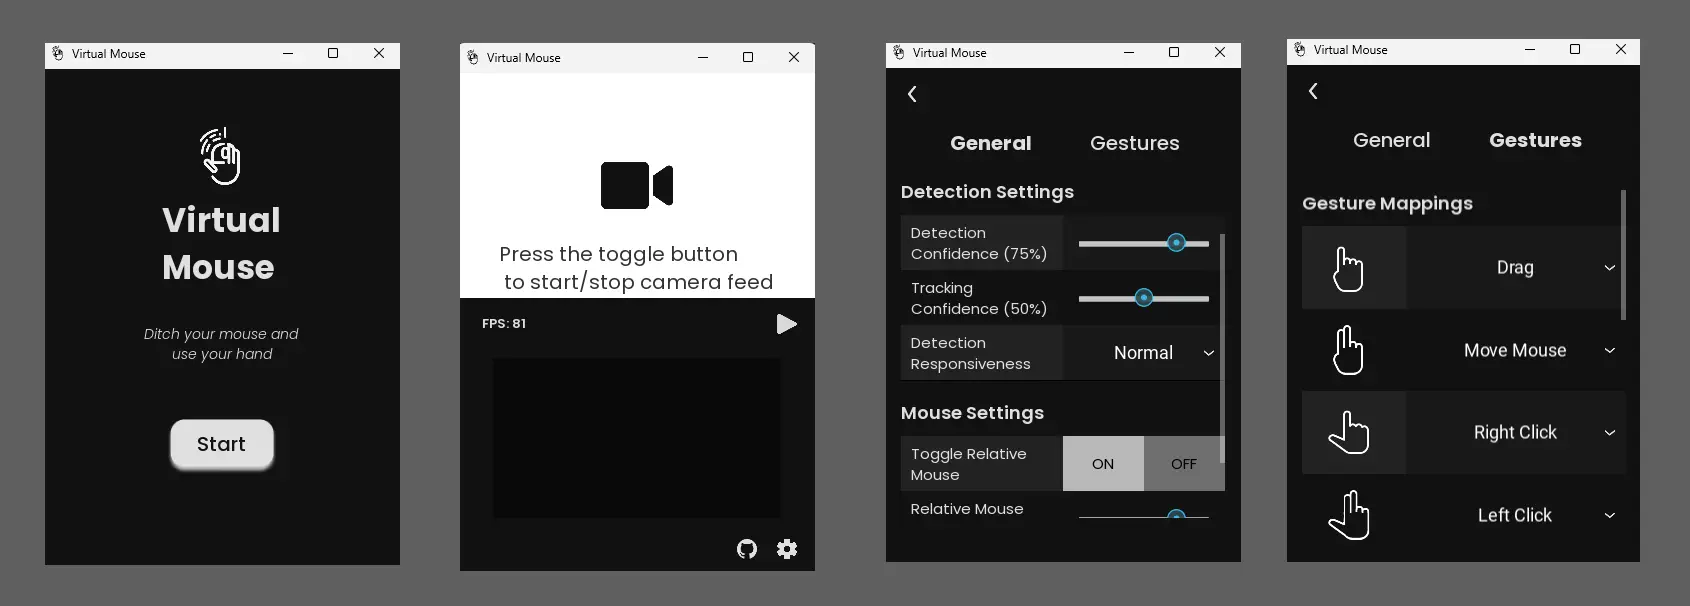 Virtual Mouse
Virtual
Mouse
Ditch your mouse and
use your hand
Start
Virtual Mouse
Press the toggle button
to start/stop camera feed
FPS: 81
Virtual Mouse
General
Gestures
Detection Settings
Detection
Confidence (75%)
Tracking
Confidence (50%)
Detection
Responsiveness
Normal
Mouse Settings
Toggle Relative
Mouse
ON
OFF
Relative Mouse
Virtual Mouse
General
Gestures
Gesture Mappings
Drag
Move Mouse
Right Click
Left Click